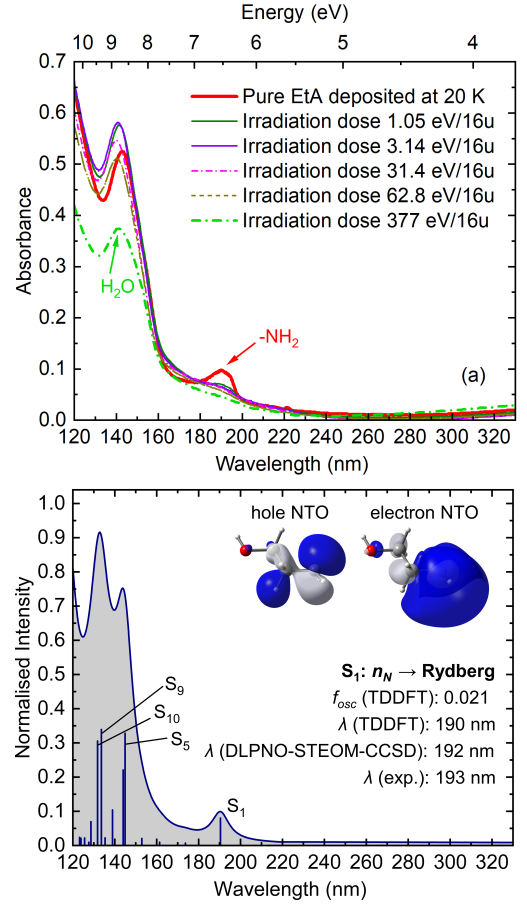 Energy (eV)
10 9 8 7 6 5 4
0.7
0.6
0.5
0.4
0.3
0.2
0.1
0.0
Absorbance
Pure EtA deposited at 20 K
Irradiation dose 1.05 eV/16u
Irradiation dose 3.14 eV/16u
Irradiation dose 31.4 eV/16u
Irradiation dose 62.8 eV/16u
Irradiation dose 377 eV/16u
H₂O
-NH₂
(a)
120 140 160 180 200 220 240 260 280 300 320
Wavelength (nm)
1.0
0.9
0.8
0.7
0.6
0.5
0.4
0.3
0.2
0.1
0.0
Normalised Intensity
hole NTO electron NTO
S₁: n_N → Rydberg
f_osc (TDDFT): 0.021
λ (TDDFT): 190 nm
λ (DLPNO-STEOM-CCSD): 192 nm
λ (exp.): 193 nm
S₉
S₁₀
S₅
S₁
120 140 160 180 200 220 240 260 280 300 320
Wavelength (nm)